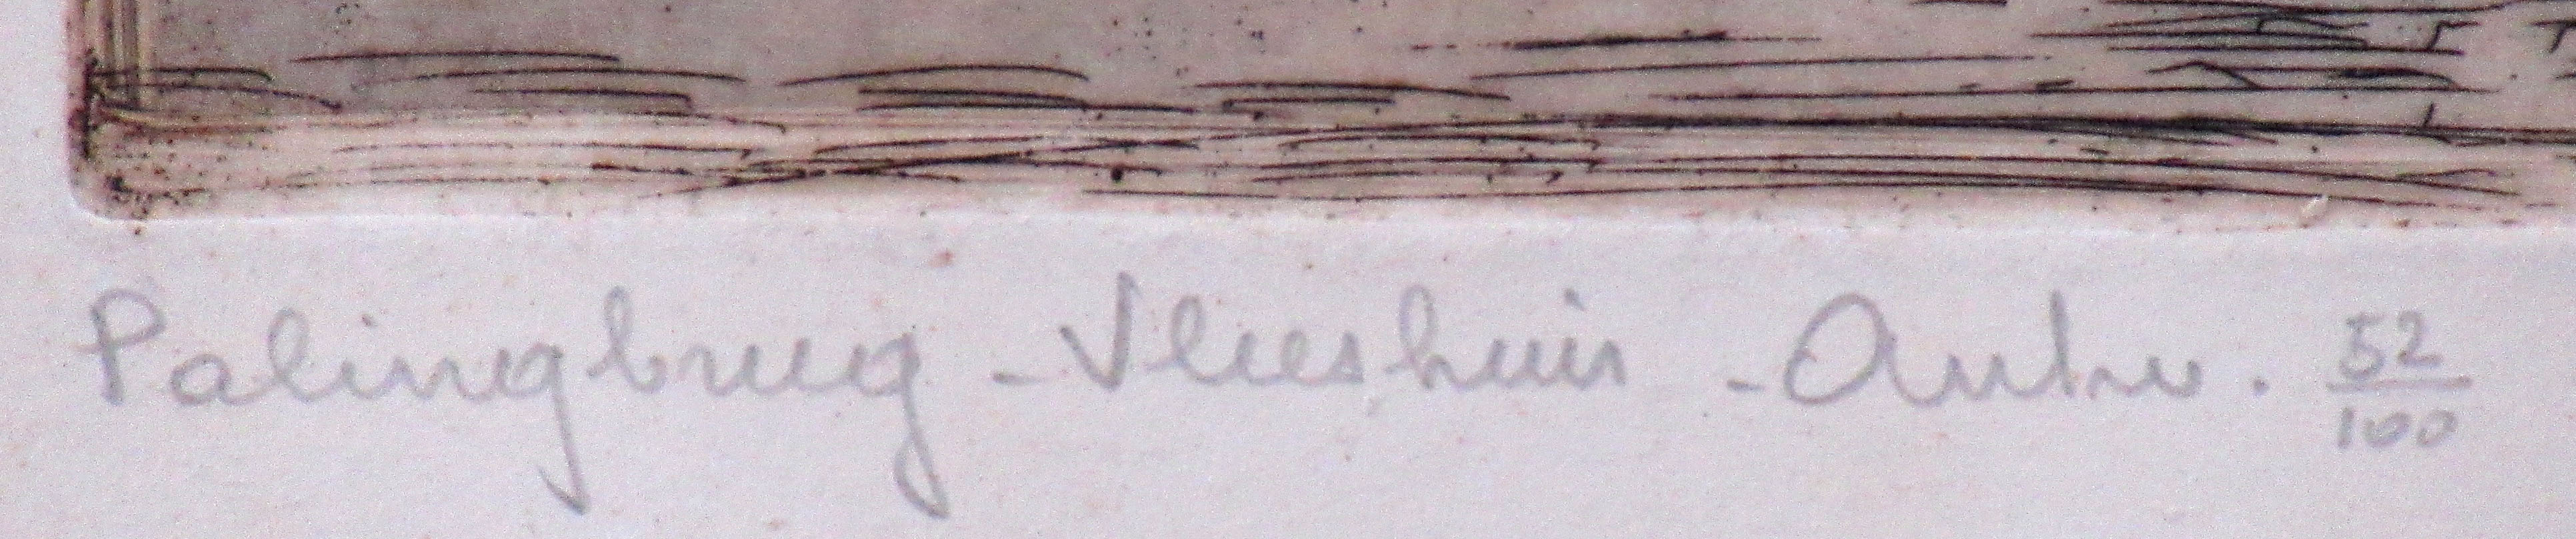 Palingbrug - Vleeshuis - Antw. 52/100